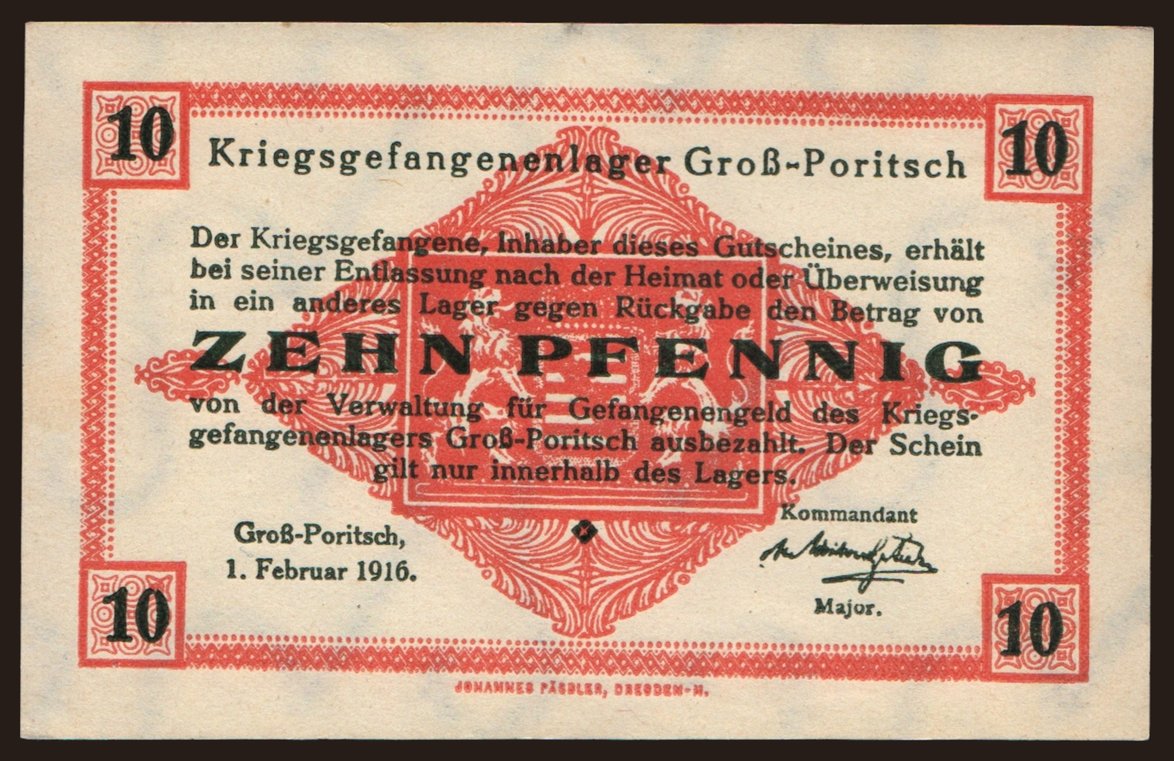 10
10
Kriegsgefangenenlager Groß-Poritsch
Der Kriegsgefangene, Inhaber dieses Gutscheines, erhält
bei seiner Entlassung nach der Heimat oder Überweisung
in ein anderes Lager gegen Rückgabe den Betrag von
ZEHN PFENNIG
von der Verwaltung für Gefangenengeld des Kriegs-
gefangenenlagers Groß-Poritsch ausbezahlt. Der Schein
gilt nur innerhalb des Lagers.
Groß-Poritsch,
1. Februar 1916.
Kommandant
Major.
10
10
JOHANNES PÄSSLER, DRESDEN-N.